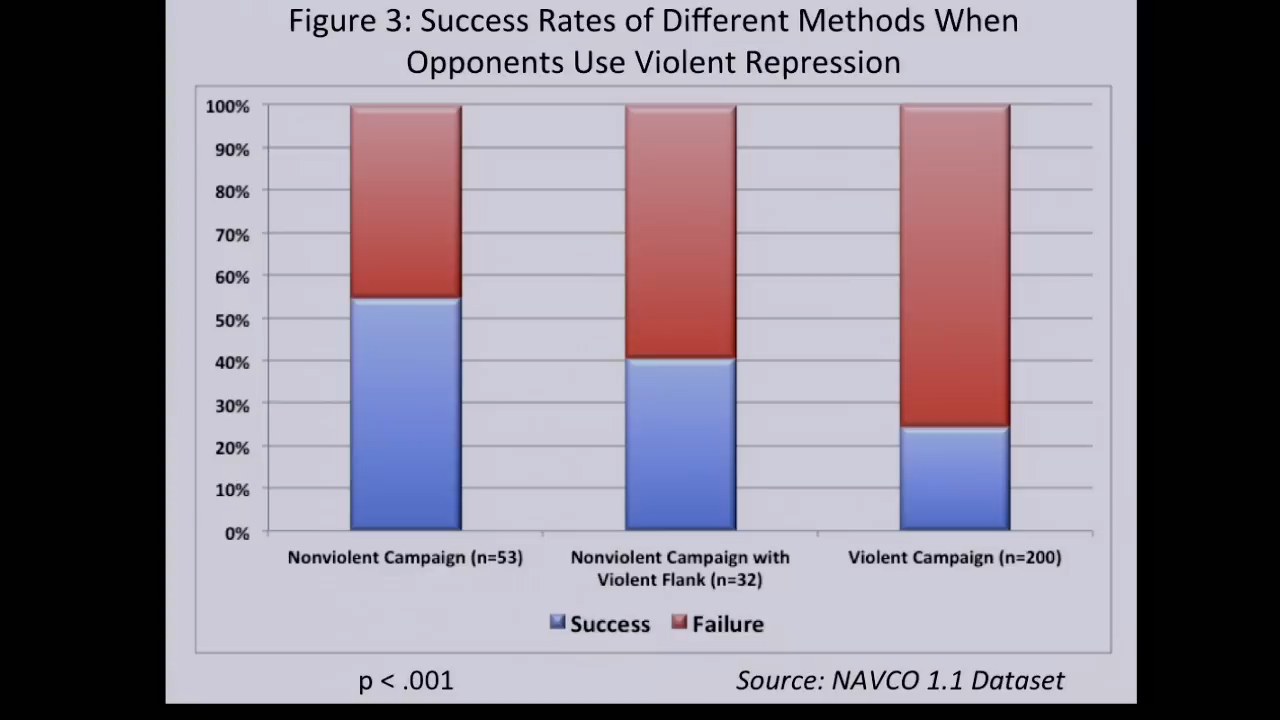 Figure 3: Success Rates of Different Methods When
Opponents Use Violent Repression
100%
90%
80%
70%
60%
50%
40%
30%
20%
10%
0%
Nonviolent Campaign (n=53)
Nonviolent Campaign with
Violent Flank (n=32)
Violent Campaign (n=200)
Success
Failure
p < .001
Source: NAVCO 1.1 Dataset